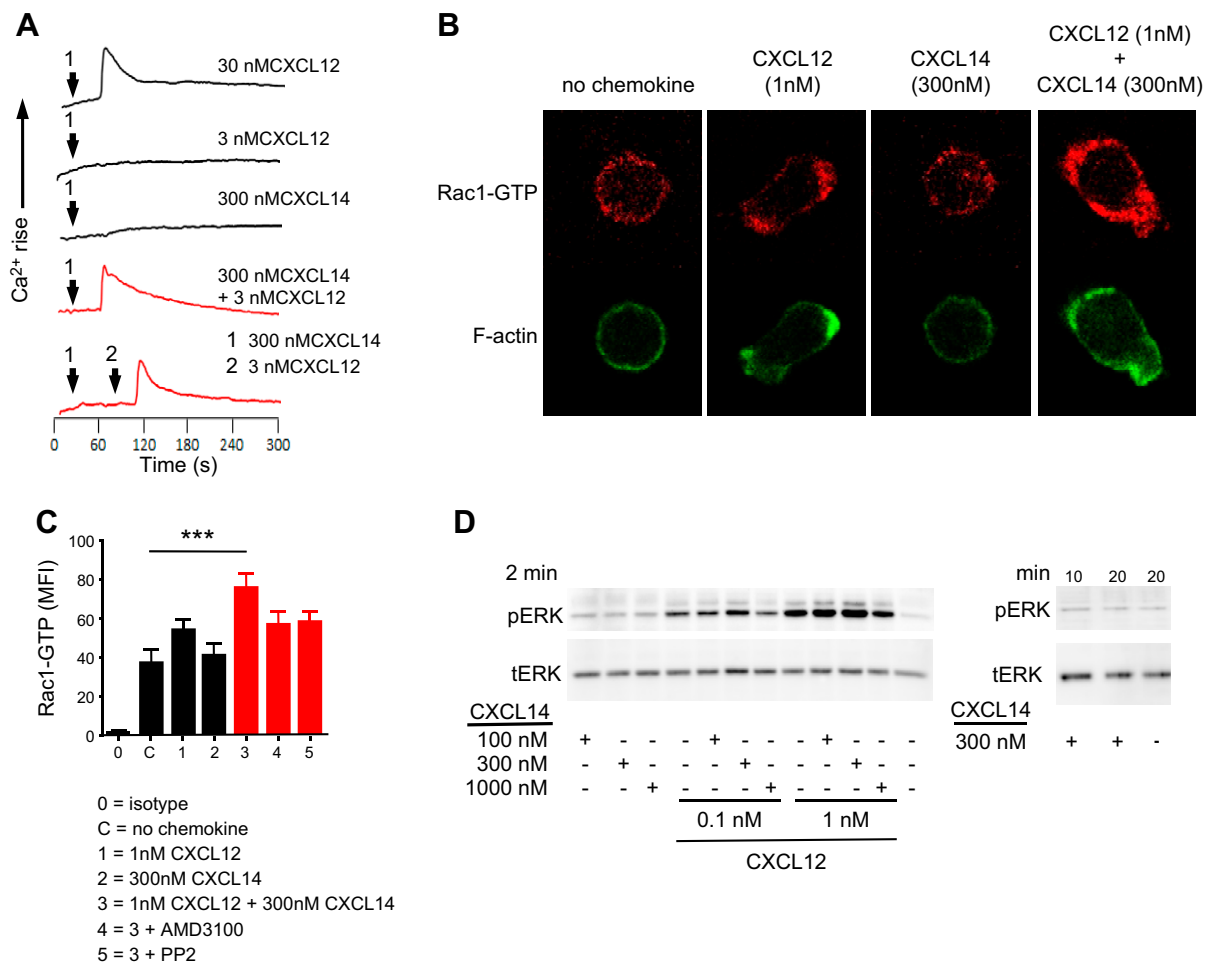 A
Ca²⁺ rise
1
30 nMCXCL12
1
3 nMCXCL12
1
300 nMCXCL14
1
300 nMCXCL14
+ 3 nMCXCL12
1 300 nMCXCL14
2 3 nMCXCL12
1 2
0 60 120 180 240 300
Time (s)
B
no chemokine
CXCL12
(1nM)
CXCL14
(300nM)
CXCL12 (1nM)
+
CXCL14 (300nM)
Rac1-GTP
F-actin
C
***
Rac1-GTP (MFI)
100
80
60
40
20
0
0 C 1 2 3 4 5
0 = isotype
C = no chemokine
1 = 1nM CXCL12
2 = 300nM CXCL14
3 = 1nM CXCL12 + 300nM CXCL14
4 = 3 + AMD3100
5 = 3 + PP2
D
2 min
pERK
tERK
CXCL14
100 nM + - - - + - - - + - - -
300 nM - + - - - + - - - + - -
1000 nM - - + - - - + - - - + -
0.1 nM 1 nM
CXCL12
min 10 20 20
pERK
tERK
CXCL14
300 nM + + -